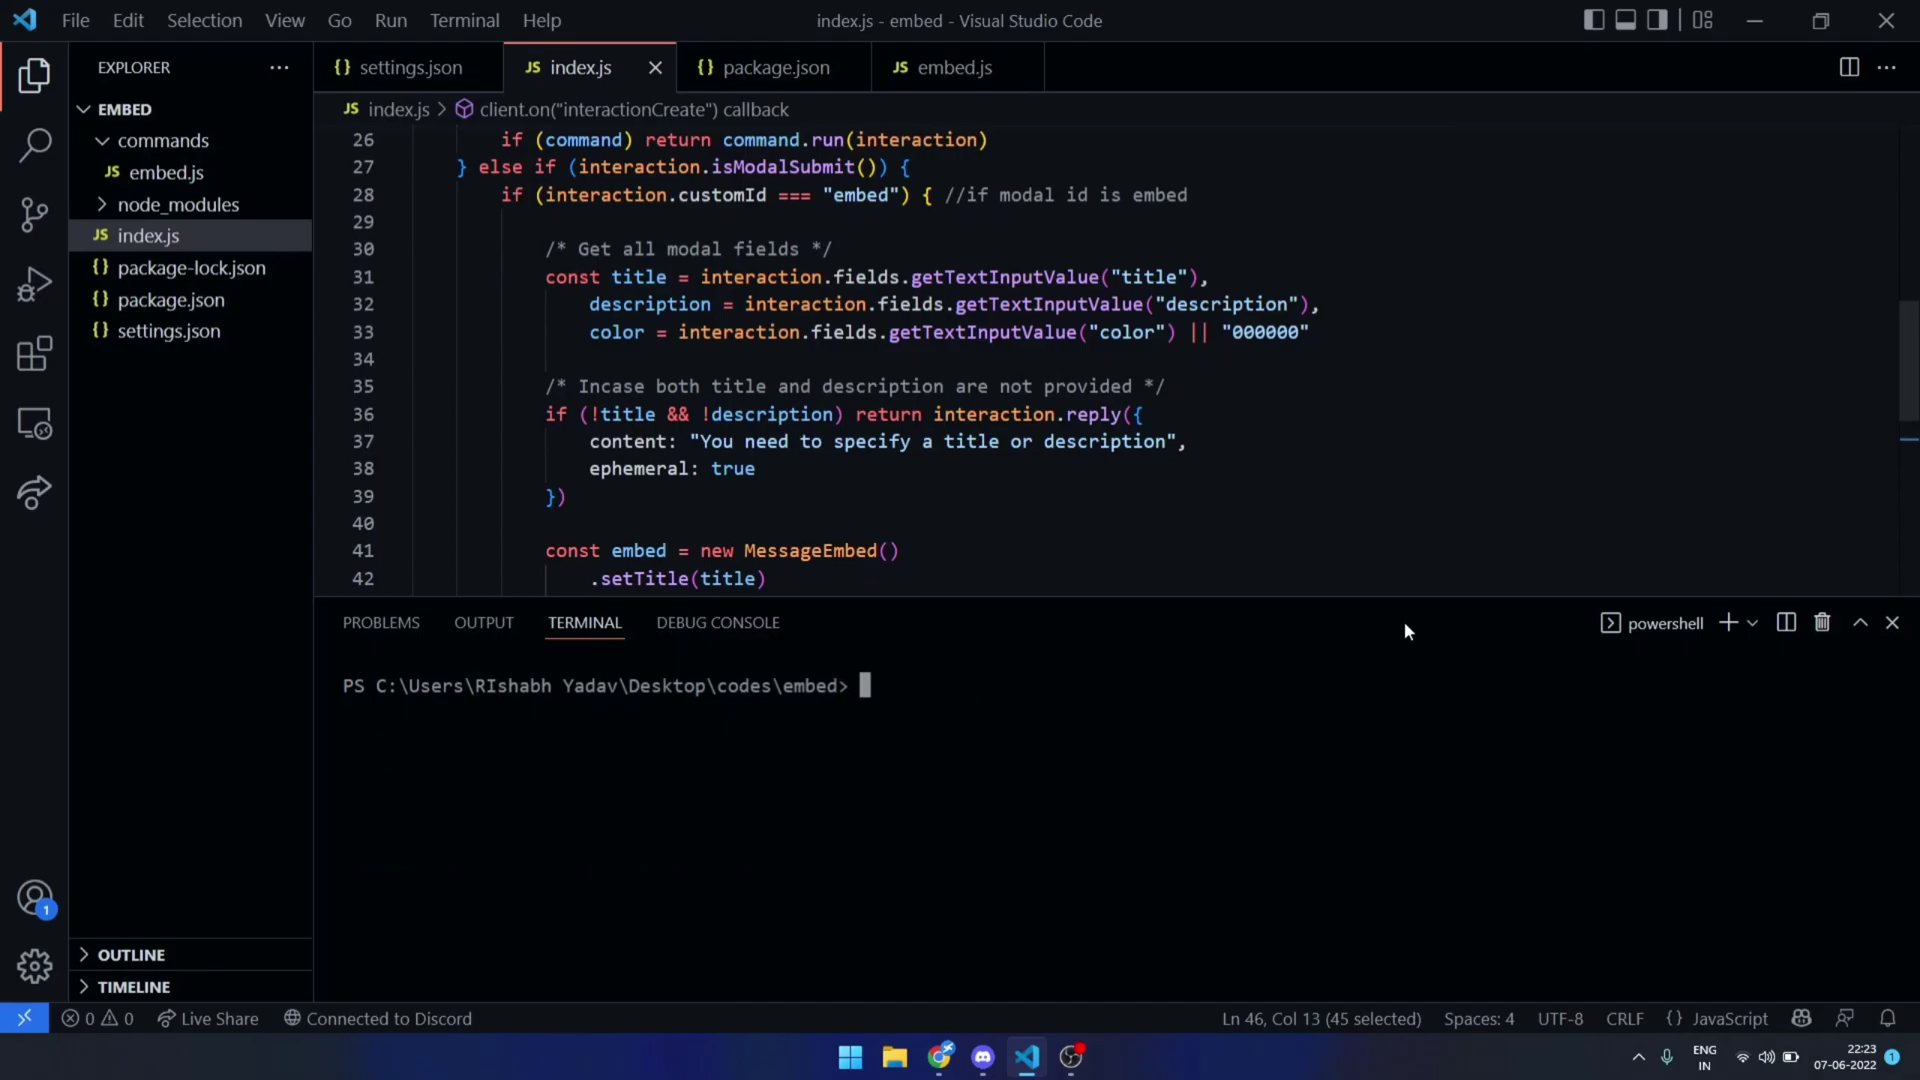 File Edit Selection View Go Run Terminal Help
index.js - embed - Visual Studio Code
EXPLORER
EMBED
commands
JS embed.js
node_modules
JS index.js
{} package-lock.json
{} package.json
{} settings.json
OUTLINE
TIMELINE
{} settings.json
JS index.js
{} package.json
JS embed.js
JS index.js > client.on("interactionCreate") callback
26 if (command) return command.run(interaction)
27 } else if (interaction.isModalSubmit()) {
28 if (interaction.customId === "embed") { //if modal id is embed
29
30 /* Get all modal fields */
31 const title = interaction.fields.getTextInputValue("title"),
32 description = interaction.fields.getTextInputValue("description"),
33 color = interaction.fields.getTextInputValue("color") || "000000"
34
35 /* Incase both title and description are not provided */
36 if (!title && !description) return interaction.reply({
37 content: "You need to specify a title or description",
38 ephemeral: true
39 })
40
41 const embed = new MessageEmbed()
42 .setTitle(title)
PROBLEMS OUTPUT TERMINAL DEBUG CONSOLE
powershell
PS C:\Users\RIshabh Yadav\Desktop\codes\embed>
1
0 0 Live Share Connected to Discord
Ln 46, Col 13 (45 selected) Spaces: 4 UTF-8 CRLF {} JavaScript
ENG
IN
22:23
07-06-2022
1